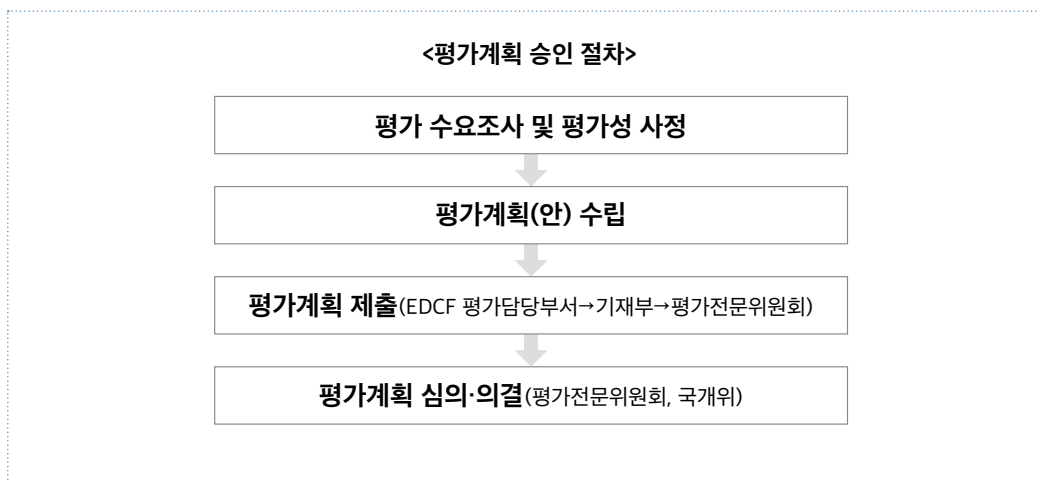 <평가계획 승인 절차>
평가 수요조사 및 평가성 사정
평가계획(안) 수립
평가계획 제출(EDCF 평가담당부서→기재부→평가전문위원회)
평가계획 심의·의결(평가전문위원회, 국개위)